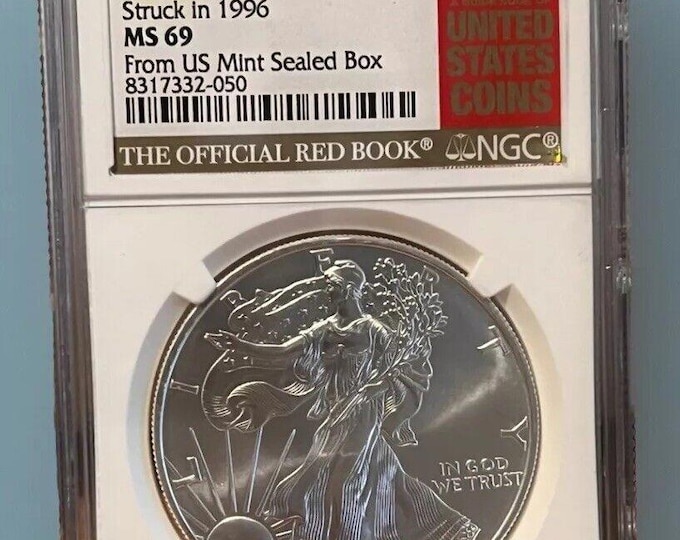 Struck in 1996
MS 69
From US Mint Sealed Box
8317332-050
UNITED
STATES
COINS
THE OFFICIAL RED BOOK® NGC®
LIBERTY
IN GOD
WE TRUST